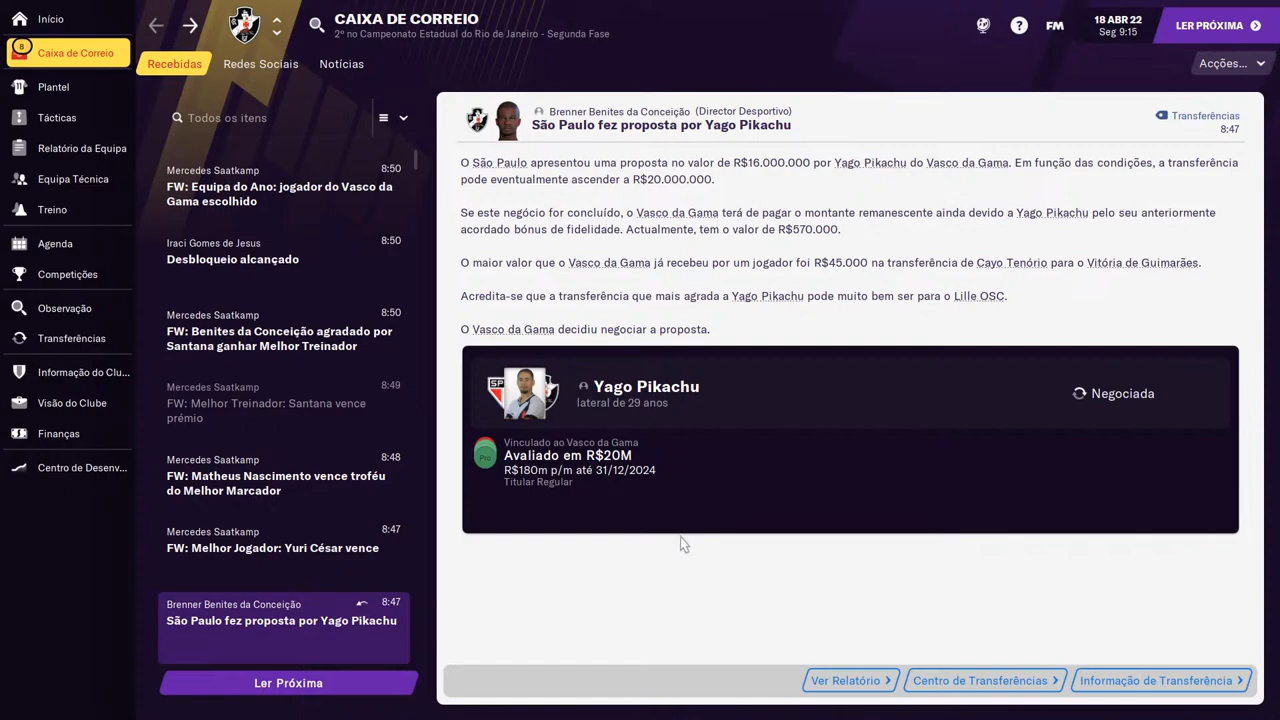 Início
8
Caixa de Correio
Plantel
Tácticas
Relatório da Equipa
Equipa Técnica
Treino
Agenda
Competições
Observação
Transferências
Informação do Clu...
Visão do Clube
Finanças
Centro de Desenv...
CAIXA DE CORREIO
2º no Campeonato Estadual do Rio de Janeiro - Segunda Fase
FM
18 ABR 22
Seg 9:15
LER PRÓXIMA
Recebidas
Redes Sociais
Notícias
Acções...
Todos os itens
Mercedes Saatkamp 8:50
FW: Equipa do Ano: jogador do Vasco da
Gama escolhido
Iraci Gomes de Jesus 8:50
Desbloqueio alcançado
Mercedes Saatkamp 8:50
FW: Benites da Conceição agradado por
Santana ganhar Melhor Treinador
Mercedes Saatkamp 8:49
FW: Melhor Treinador: Santana vence
prémio
Mercedes Saatkamp 8:48
FW: Matheus Nascimento vence troféu
do Melhor Marcador
Mercedes Saatkamp 8:47
FW: Melhor Jogador: Yuri César vence
Brenner Benites da Conceição 8:47
São Paulo fez proposta por Yago Pikachu
Ler Próxima
Brenner Benites da Conceição (Director Desportivo)
São Paulo fez proposta por Yago Pikachu
Transferências
8:47
O São Paulo apresentou uma proposta no valor de R$16.000.000 por Yago Pikachu do Vasco da Gama. Em função das condições, a transferência
pode eventualmente ascender a R$20.000.000.
Se este negócio for concluído, o Vasco da Gama terá de pagar o montante remanescente ainda devido a Yago Pikachu pelo seu anteriormente
acordado bónus de fidelidade. Actualmente, tem o valor de R$570.000.
O maior valor que o Vasco da Gama já recebeu por um jogador foi R$45.000 na transferência de Cayo Tenório para o Vitória de Guimarães.
Acredita-se que a transferência que mais agrada a Yago Pikachu pode muito bem ser para o Lille OSC.
O Vasco da Gama decidiu negociar a proposta.
Yago Pikachu
lateral de 29 anos
Negociada
Pro
Vinculado ao Vasco da Gama
Avaliado em R$20M
R$180m p/m até 31/12/2024
Titular Regular
Ver Relatório
Centro de Transferências
Informação de Transferência